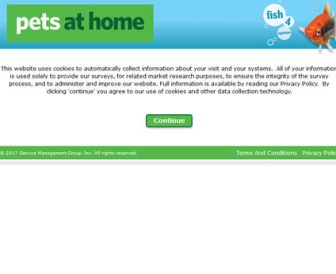 pets at home
fish
This website uses cookies to automatically collect information about your visit and your systems. All of your information
is used solely to provide our surveys, for related market research purposes, to ensure the integrity of the survey
process, and to administer and improve our website. Full information is available by reading our Privacy Policy. By
clicking 'continue' you agree to our use of cookies and other data collection technology.
Continue
© 2017 Service Management Group, Inc. All rights reserved.
Terms And Conditions Privacy Polic